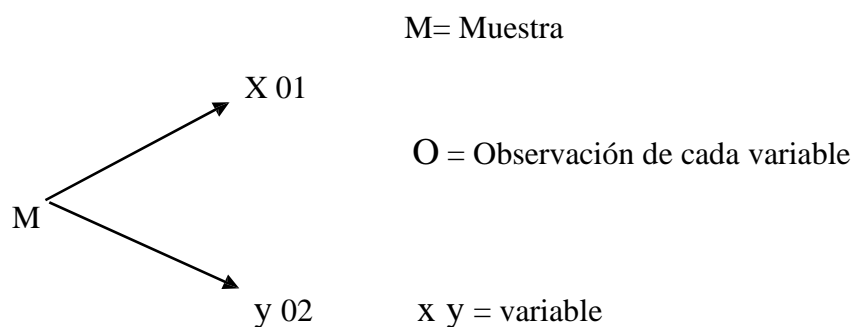 M= Muestra
X 01
O = Observación de cada variable
M
y 02
x y = variable